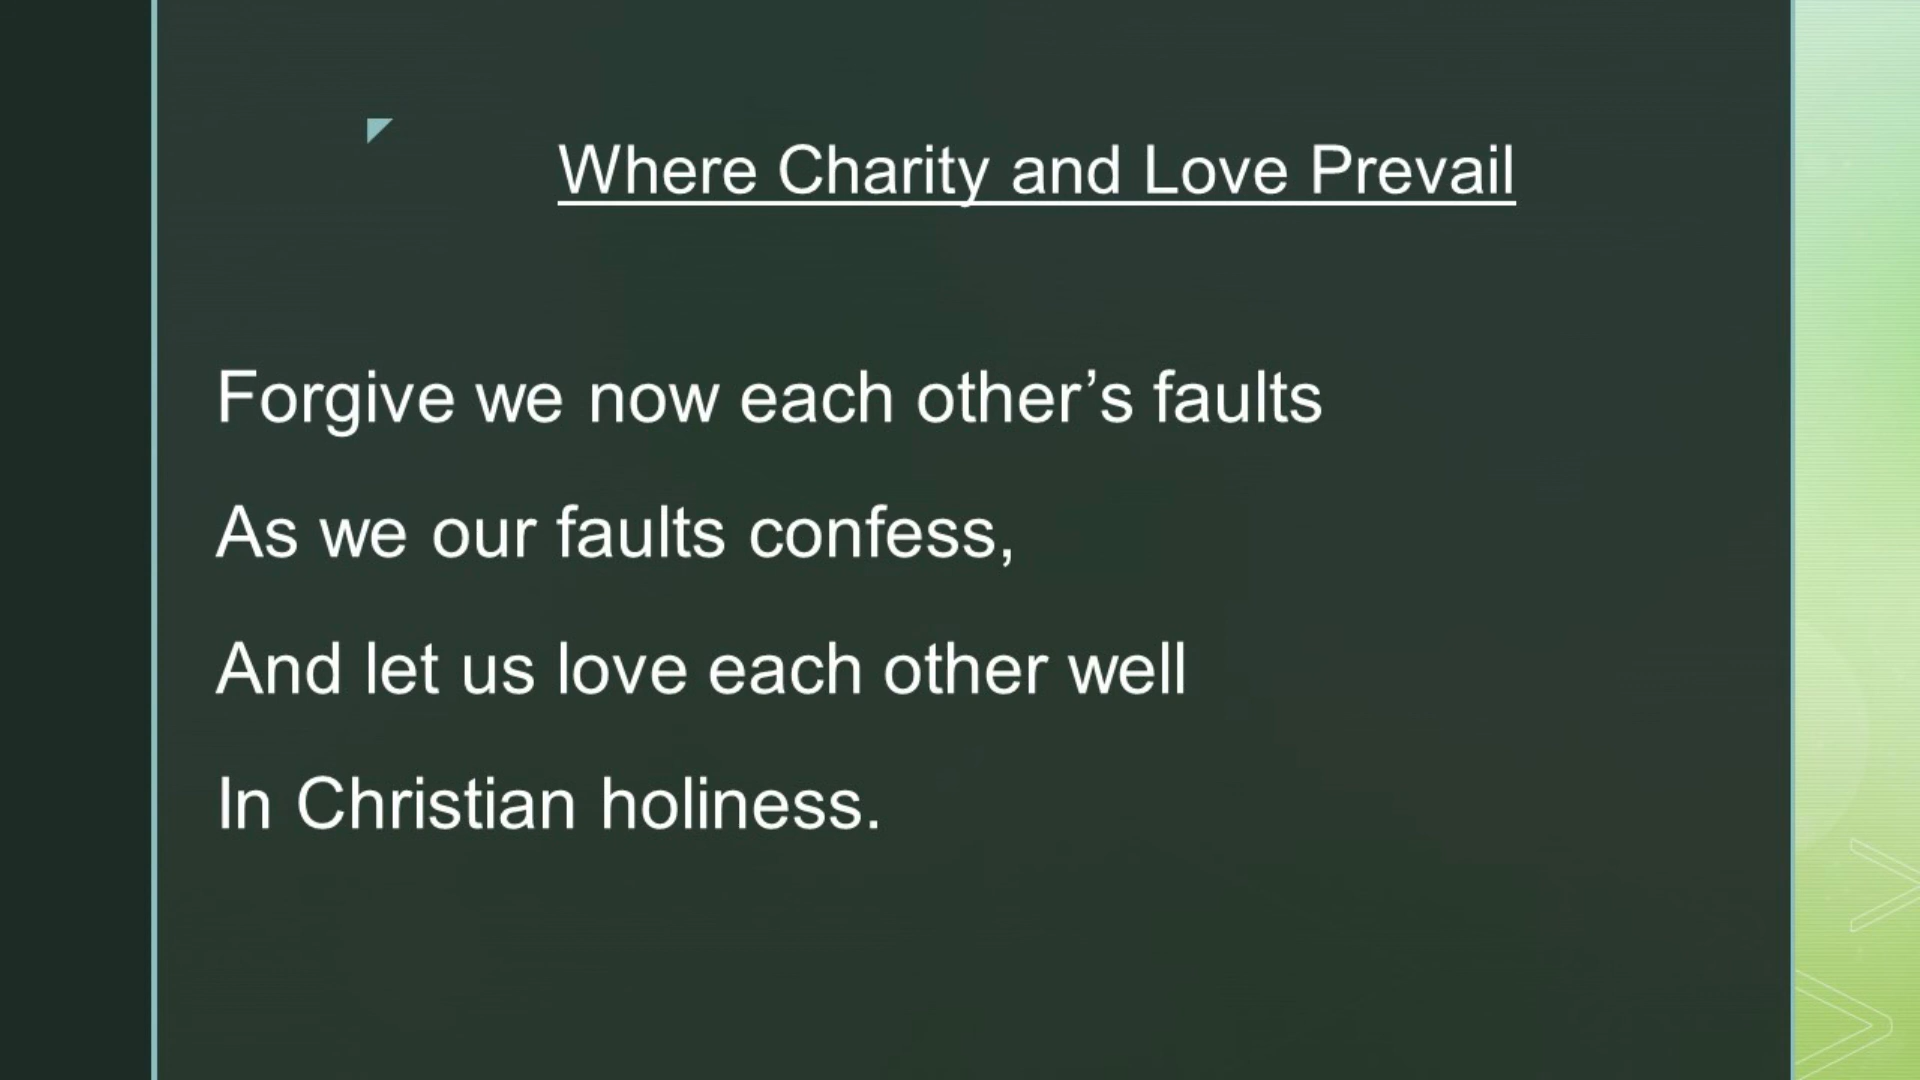 Where Charity and Love Prevail
Forgive we now each other’s faults
As we our faults confess,
And let us love each other well
In Christian holiness.